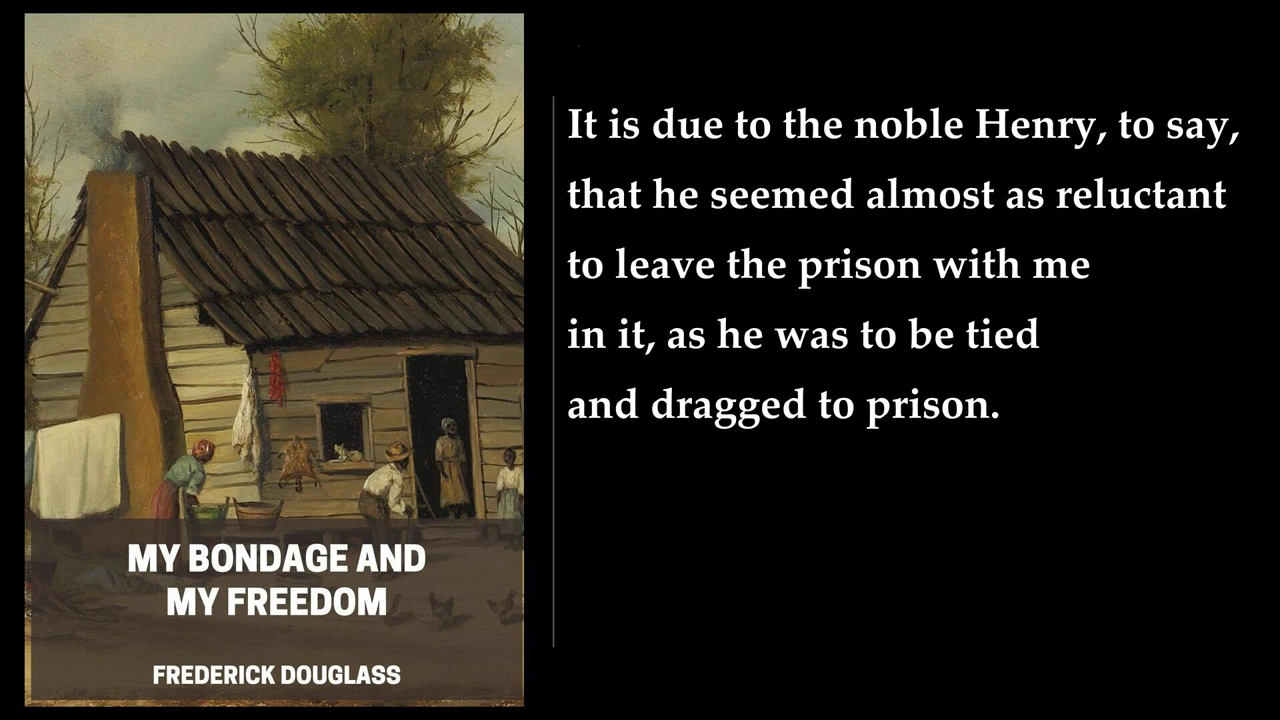 MY BONDAGE AND
MY FREEDOM
FREDERICK DOUGLASS
It is due to the noble Henry, to say,
that he seemed almost as reluctant
to leave the prison with me
in it, as he was to be tied
and dragged to prison.